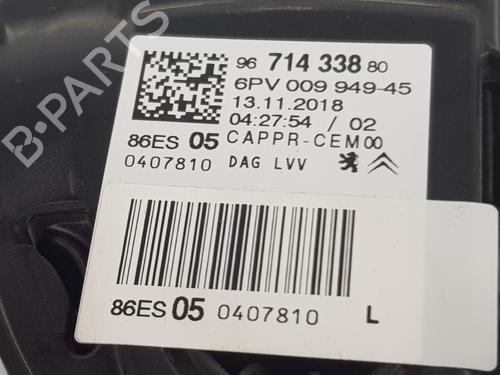 B-PARTS
96 714 338 80
6PV 009 949-45
13.11.2018
04:27:54 / 02
86ES 05 CAPPR-CEM00
0407810 DAG LVV
86ES 05 0407810 L